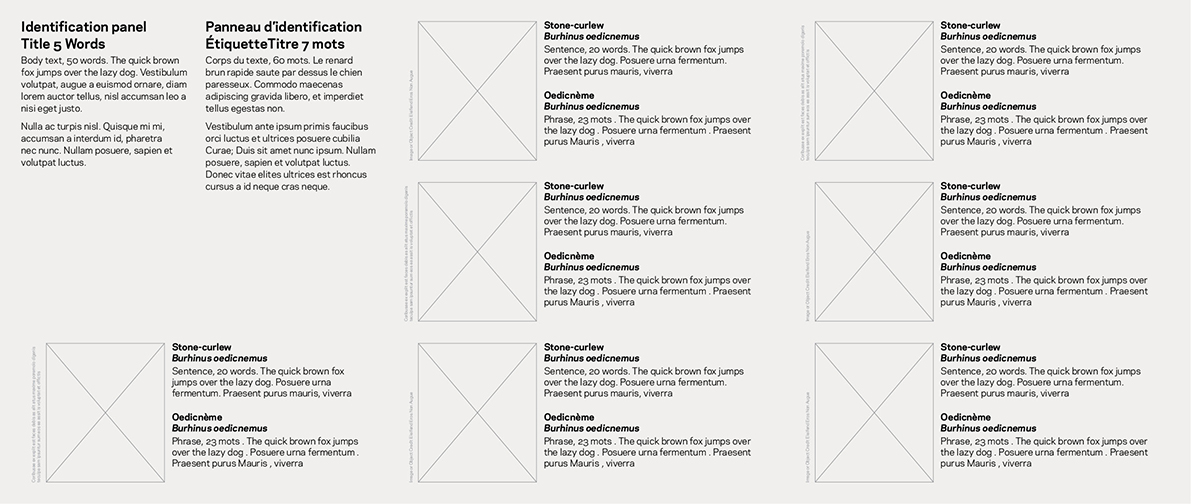 Identification panel
Title 5 Words
Body text, 50 words. The quick brown
fox jumps over the lazy dog. Vestibulum
volutpat, augue a euismod ornare, diam
lorem auctor tellus, nisl accumsan leo a
nisi eget justo.
Nulla ac turpis nisl. Quisque mi mi,
accumsan a interdum id, pharetra
nec nunc. Nullam posuere, sapien et
volutpat luctus.
Panneau d'identification
ÉtiquetteTitre 7 mots
Corps du texte, 60 mots. Le renard
brun rapide saute par dessus le chien
paresseux. Commodo maecenas
adipiscing gravida libero, et imperdiet
tellus egestas non.
Vestibulum ante ipsum primis faucibus
orci luctus et ultrices posuere cubilia
Curae; Duis sit amet nunc ipsum. Nullam
posuere, sapien et volutpat luctus.
Donec vitae elites ultrices est rhoncus
cursus a id neque cras neque.
Stone-curlew
Burhinus oedicnemus
Sentence, 20 words. The quick brown fox
jumps over the lazy dog. Posuere urna
fermentum. Praesent purus mauris, viverra
Oedicnème
Burhinus oedicnemus
Phrase, 23 mots . The quick brown fox jumps
over the lazy dog . Posuere urna fermentum .
Praesent purus Mauris , viverra
Stone-curlew
Burhinus oedicnemus
Sentence, 20 words. The quick brown fox jumps
over the lazy dog. Posuere urna fermentum.
Praesent purus mauris, viverra
Oedicnème
Burhinus oedicnemus
Phrase, 23 mots . The quick brown fox jumps over
the lazy dog . Posuere urna fermentum . Praesent
purus Mauris , viverra
Stone-curlew
Burhinus oedicnemus
Sentence, 20 words. The quick brown fox jumps
over the lazy dog. Posuere urna fermentum.
Praesent purus mauris, viverra
Oedicnème
Burhinus oedicnemus
Phrase, 23 mots . The quick brown fox jumps over
the lazy dog . Posuere urna fermentum . Praesent
purus Mauris , viverra
Stone-curlew
Burhinus oedicnemus
Sentence, 20 words. The quick brown fox jumps
over the lazy dog. Posuere urna fermentum.
Praesent purus mauris, viverra
Oedicnème
Burhinus oedicnemus
Phrase, 23 mots . The quick brown fox jumps over
the lazy dog . Posuere urna fermentum . Praesent
purus Mauris , viverra
Stone-curlew
Burhinus oedicnemus
Sentence, 20 words. The quick brown fox jumps
over the lazy dog. Posuere urna fermentum.
Praesent purus mauris, viverra
Oedicnème
Burhinus oedicnemus
Phrase, 23 mots . The quick brown fox jumps over
the lazy dog . Posuere urna fermentum . Praesent
purus Mauris , viverra
Stone-curlew
Burhinus oedicnemus
Sentence, 20 words. The quick brown fox jumps
over the lazy dog. Posuere urna fermentum.
Praesent purus mauris, viverra
Oedicnème
Burhinus oedicnemus
Phrase, 23 mots . The quick brown fox jumps over
the lazy dog . Posuere urna fermentum . Praesent
purus Mauris , viverra
Stone-curlew
Burhinus oedicnemus
Sentence, 20 words. The quick brown fox jumps
over the lazy dog. Posuere urna fermentum.
Praesent purus mauris, viverra
Oedicnème
Burhinus oedicnemus
Phrase, 23 mots . The quick brown fox jumps over
the lazy dog . Posuere urna fermentum . Praesent
purus Mauris , viverra